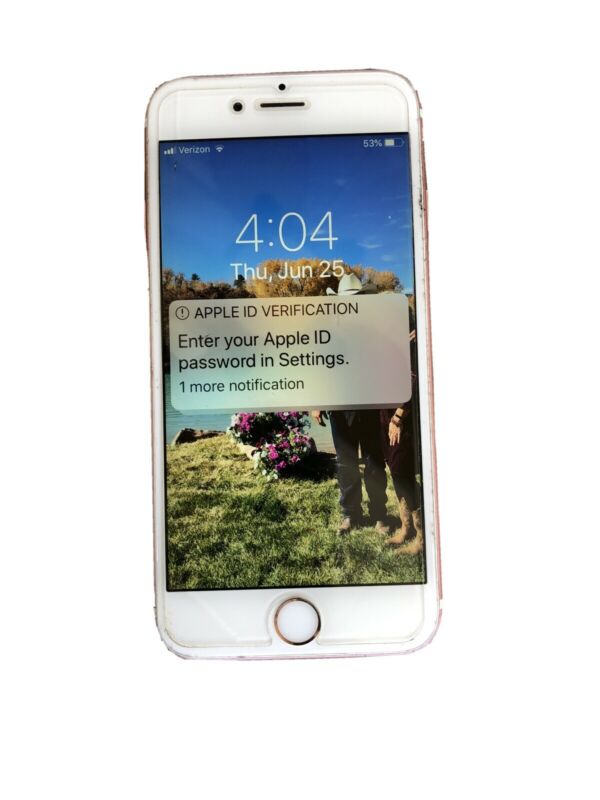 Verizon
53%
4:04
Thu, Jun 25
APPLE ID VERIFICATION
Enter your Apple ID
password in Settings.
1 more notification